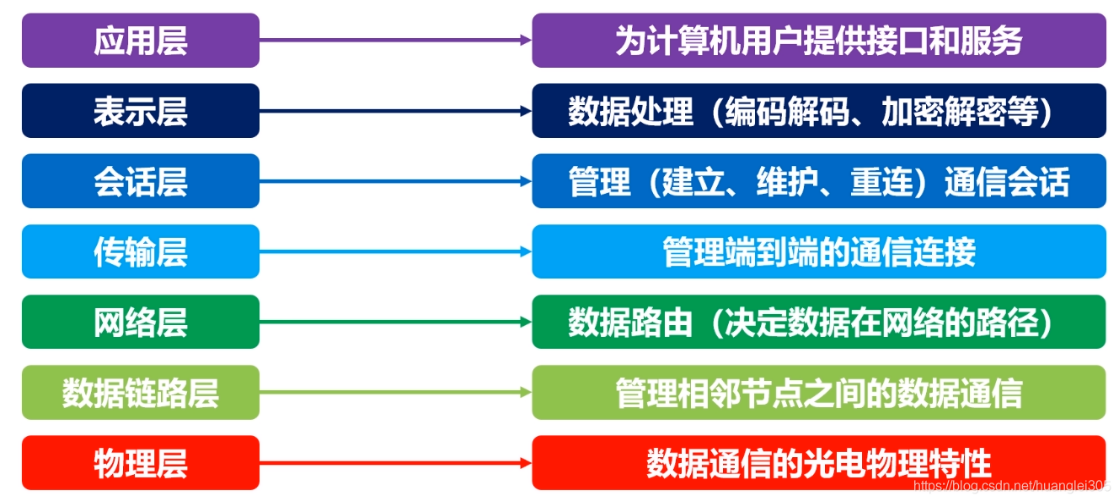 应用层
为计算机用户提供接口和服务
表示层
数据处理（编码解码、加密解密等）
会话层
管理（建立、维护、重连）通信会话
传输层
管理端到端的通信连接
网络层
数据路由（决定数据在网络的路径）
数据链路层
管理相邻节点之间的数据通信
物理层
数据通信的光电物理特性
https://blog.csdn.net/huanglei305